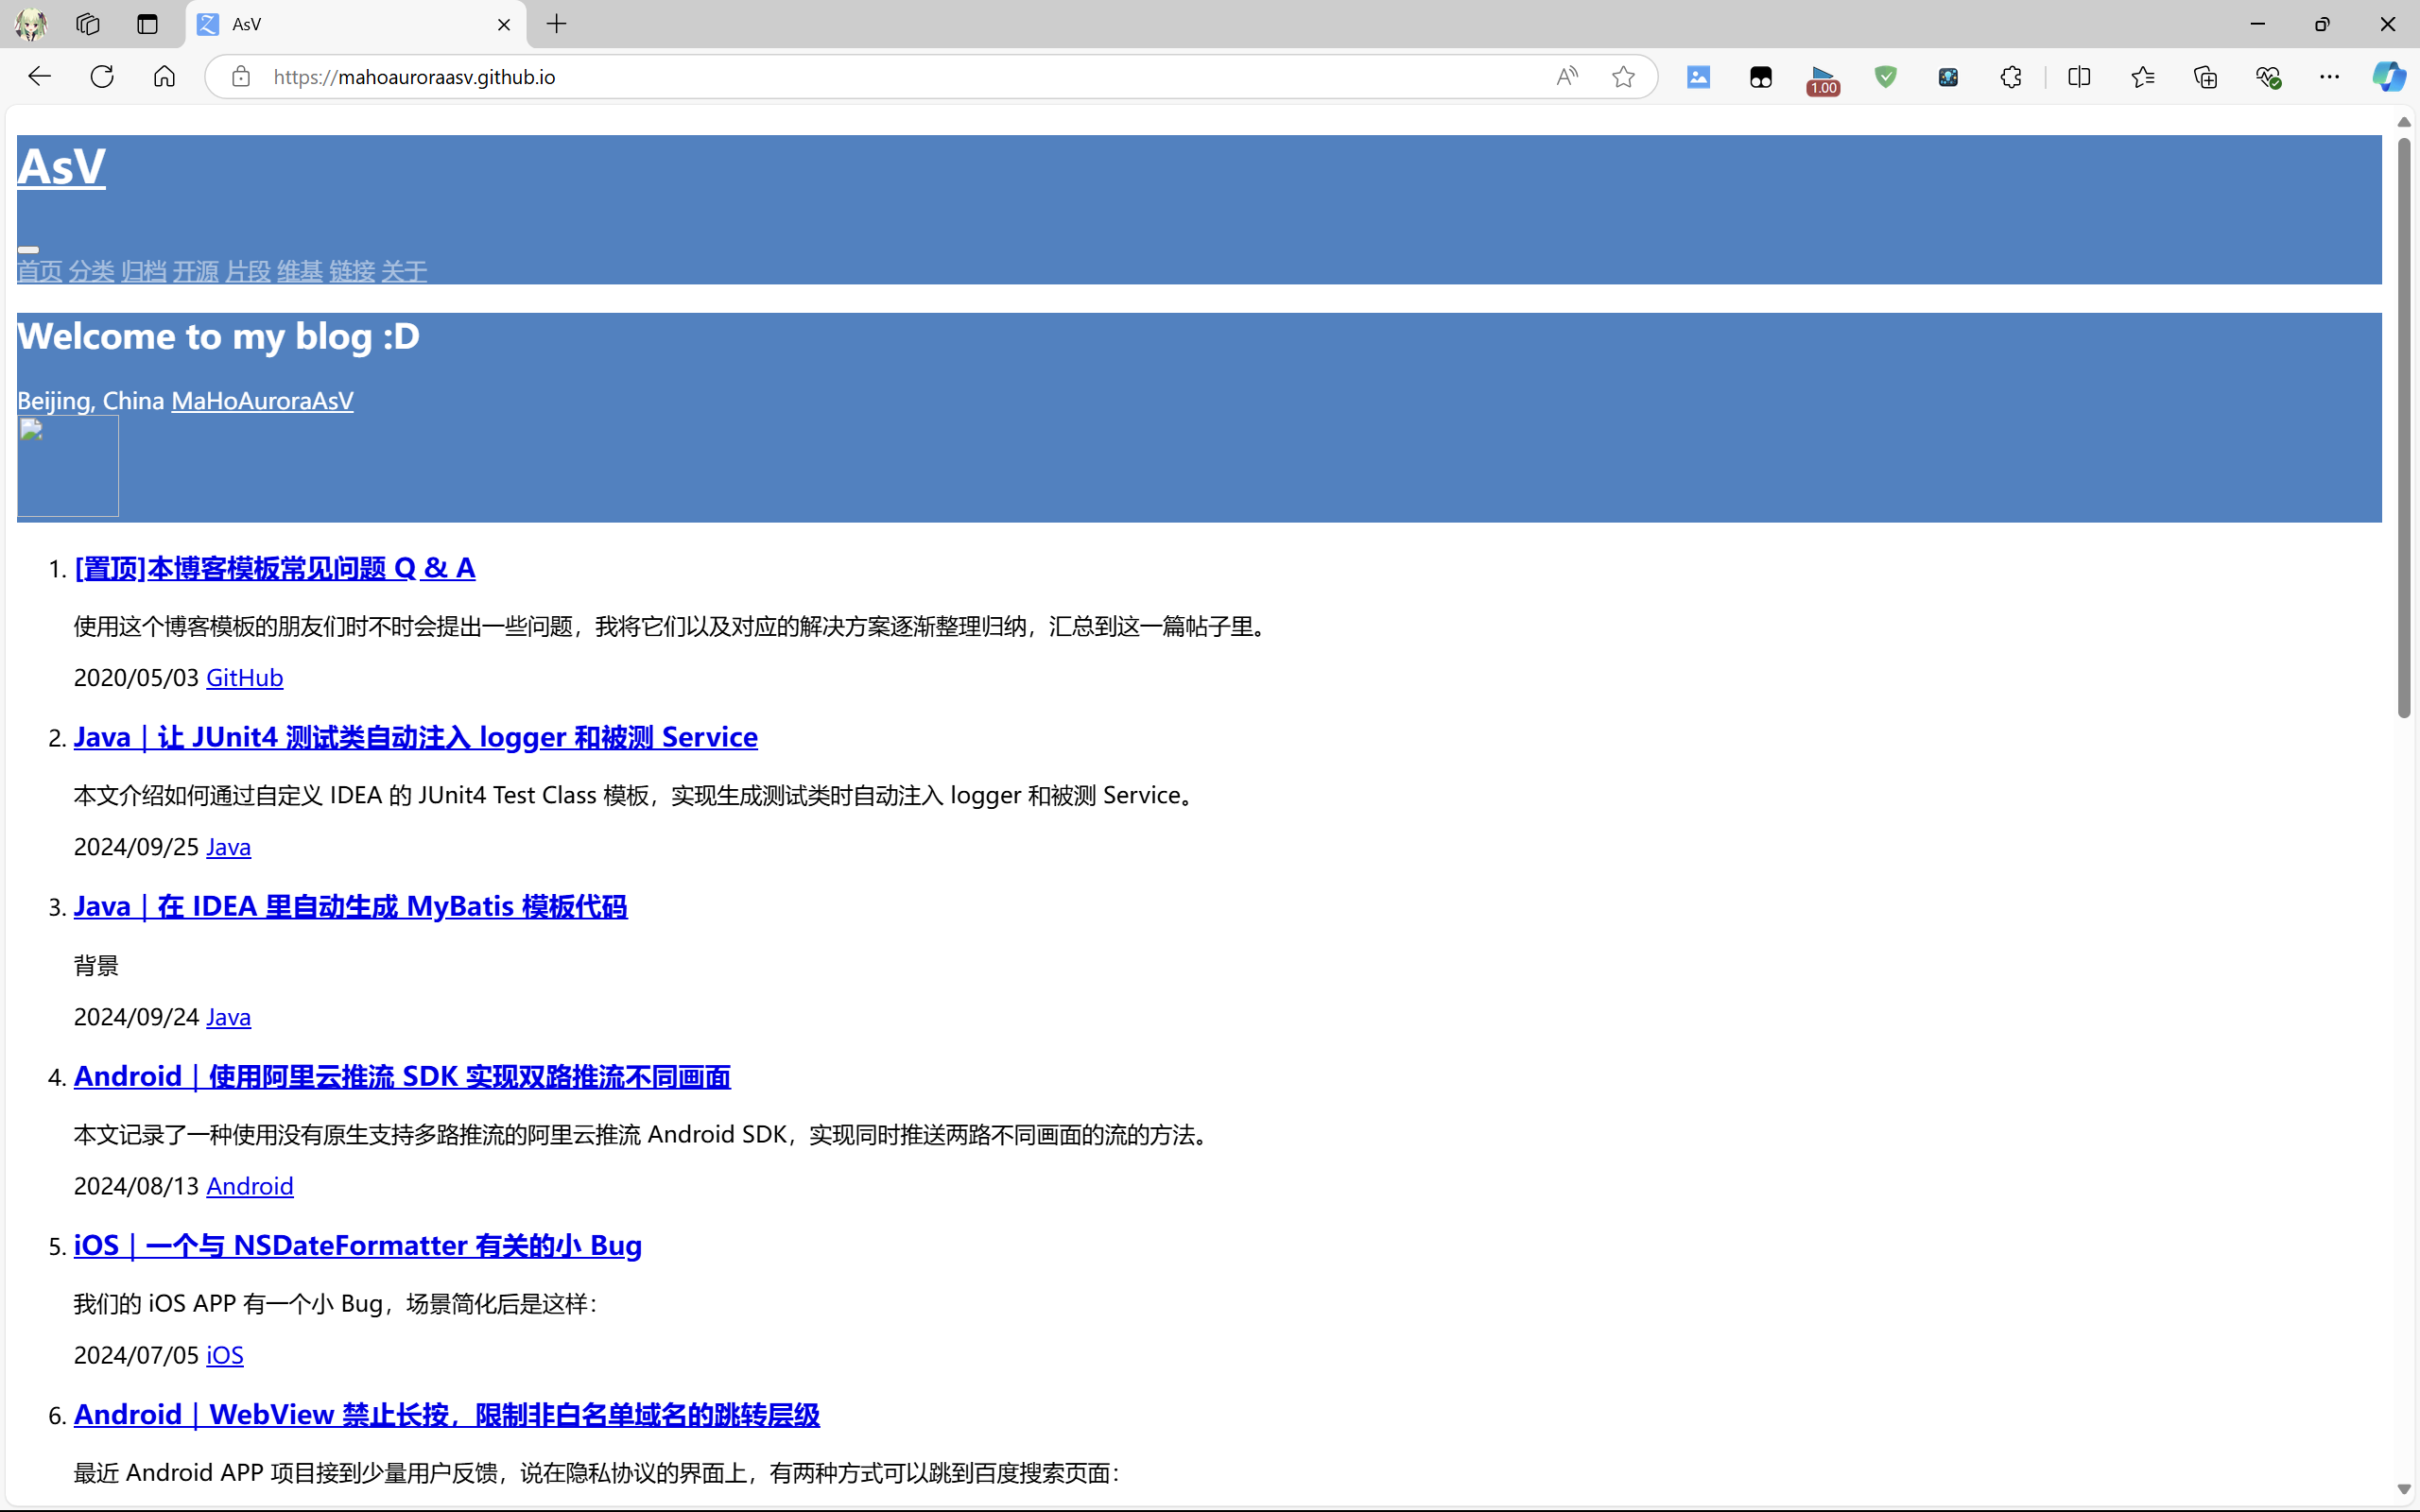 AsV
https://mahoauroraasv.github.io
1.00
AsV
首页 分类 归档 开源 片段 维基 链接 关于
Welcome to my blog :D
Beijing, China MaHoAuroraAsV
1. [置顶]本博客模板常见问题 Q & A
使用这个博客模板的朋友们时不时会提出一些问题，我将它们以及对应的解决方案逐渐整理归纳，汇总到这一篇帖子里。
2020/05/03 GitHub
2. Java｜让 JUnit4 测试类自动注入 logger 和被测 Service
本文介绍如何通过自定义 IDEA 的 JUnit4 Test Class 模板，实现生成测试类时自动注入 logger 和被测 Service。
2024/09/25 Java
3. Java｜在 IDEA 里自动生成 MyBatis 模板代码
背景
2024/09/24 Java
4. Android｜使用阿里云推流 SDK 实现双路推流不同画面
本文记录了一种使用没有原生支持多路推流的阿里云推流 Android SDK，实现同时推送两路不同画面的流的方法。
2024/08/13 Android
5. iOS｜一个与 NSDateFormatter 有关的小 Bug
我们的 iOS APP 有一个小 Bug，场景简化后是这样：
2024/07/05 iOS
6. Android｜WebView 禁止长按，限制非白名单域名的跳转层级
最近 Android APP 项目接到少量用户反馈，说在隐私协议的界面上，有两种方式可以跳到百度搜索页面：